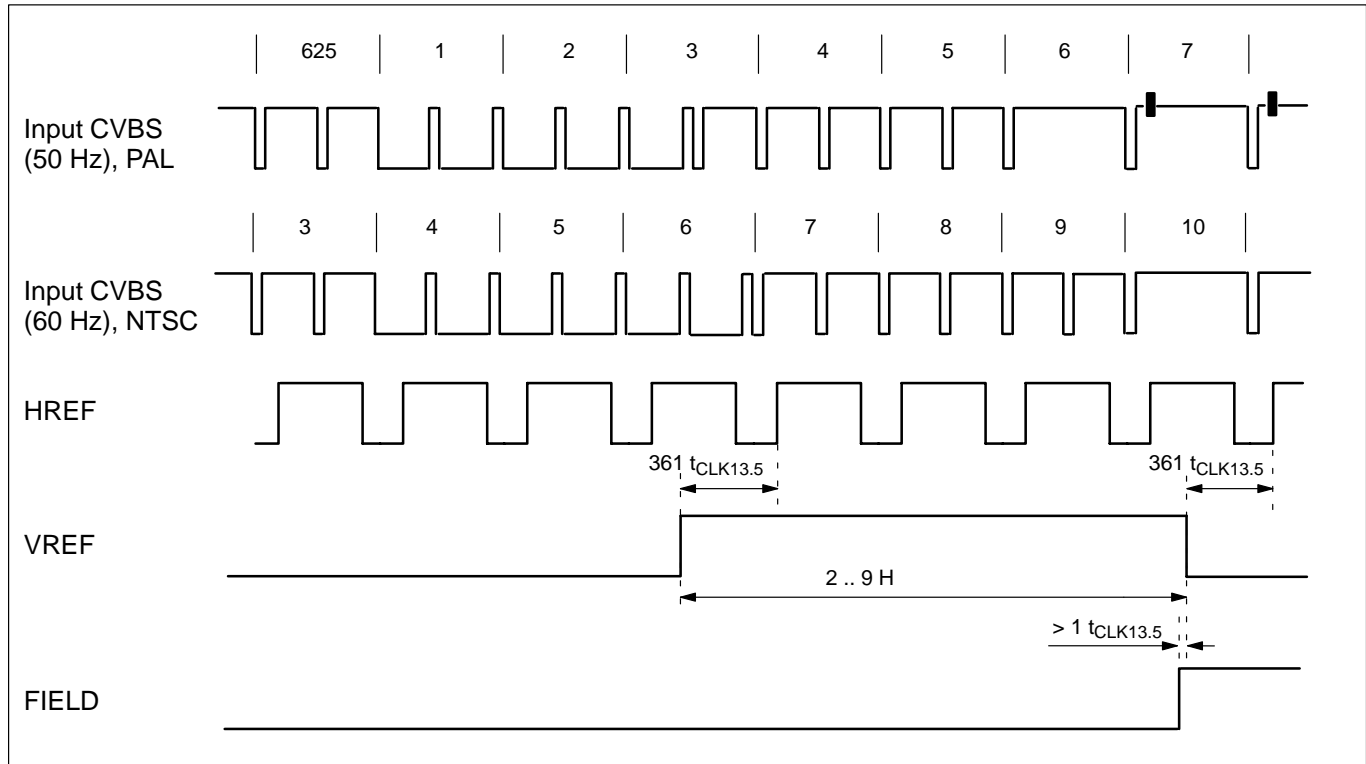 625 1 2 3 4 5 6 7
Input CVBS
(50 Hz), PAL
3 4 5 6 7 8 9 10
Input CVBS
(60 Hz), NTSC
HREF
361 tCLK13.5 361 tCLK13.5
VREF
2 .. 9 H
> 1 tCLK13.5
FIELD